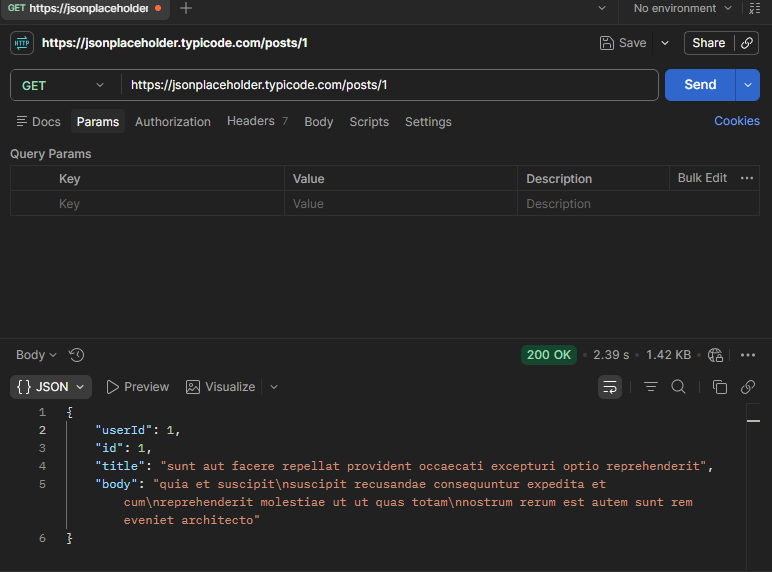 GET https://jsonplaceholder No environment
HTTP https://jsonplaceholder.typicode.com/posts/1 Save Share
GET https://jsonplaceholder.typicode.com/posts/1 Send
Docs Params Authorization Headers 7 Body Scripts Settings Cookies
Query Params
Key Value Description Bulk Edit
Key Value Description
Body 200 OK 2.39 s 1.42 KB
{} JSON Preview Visualize
1 {
2 "userId": 1,
3 "id": 1,
4 "title": "sunt aut facere repellat provident occaecati excepturi optio reprehenderit",
5 "body": "quia et suscipit\nsuscipit recusandae consequuntur expedita et
cum\nreprehenderit molestiae ut ut quas totam\nnostrum rerum est autem sunt rem
eveniet architecto"
6 }